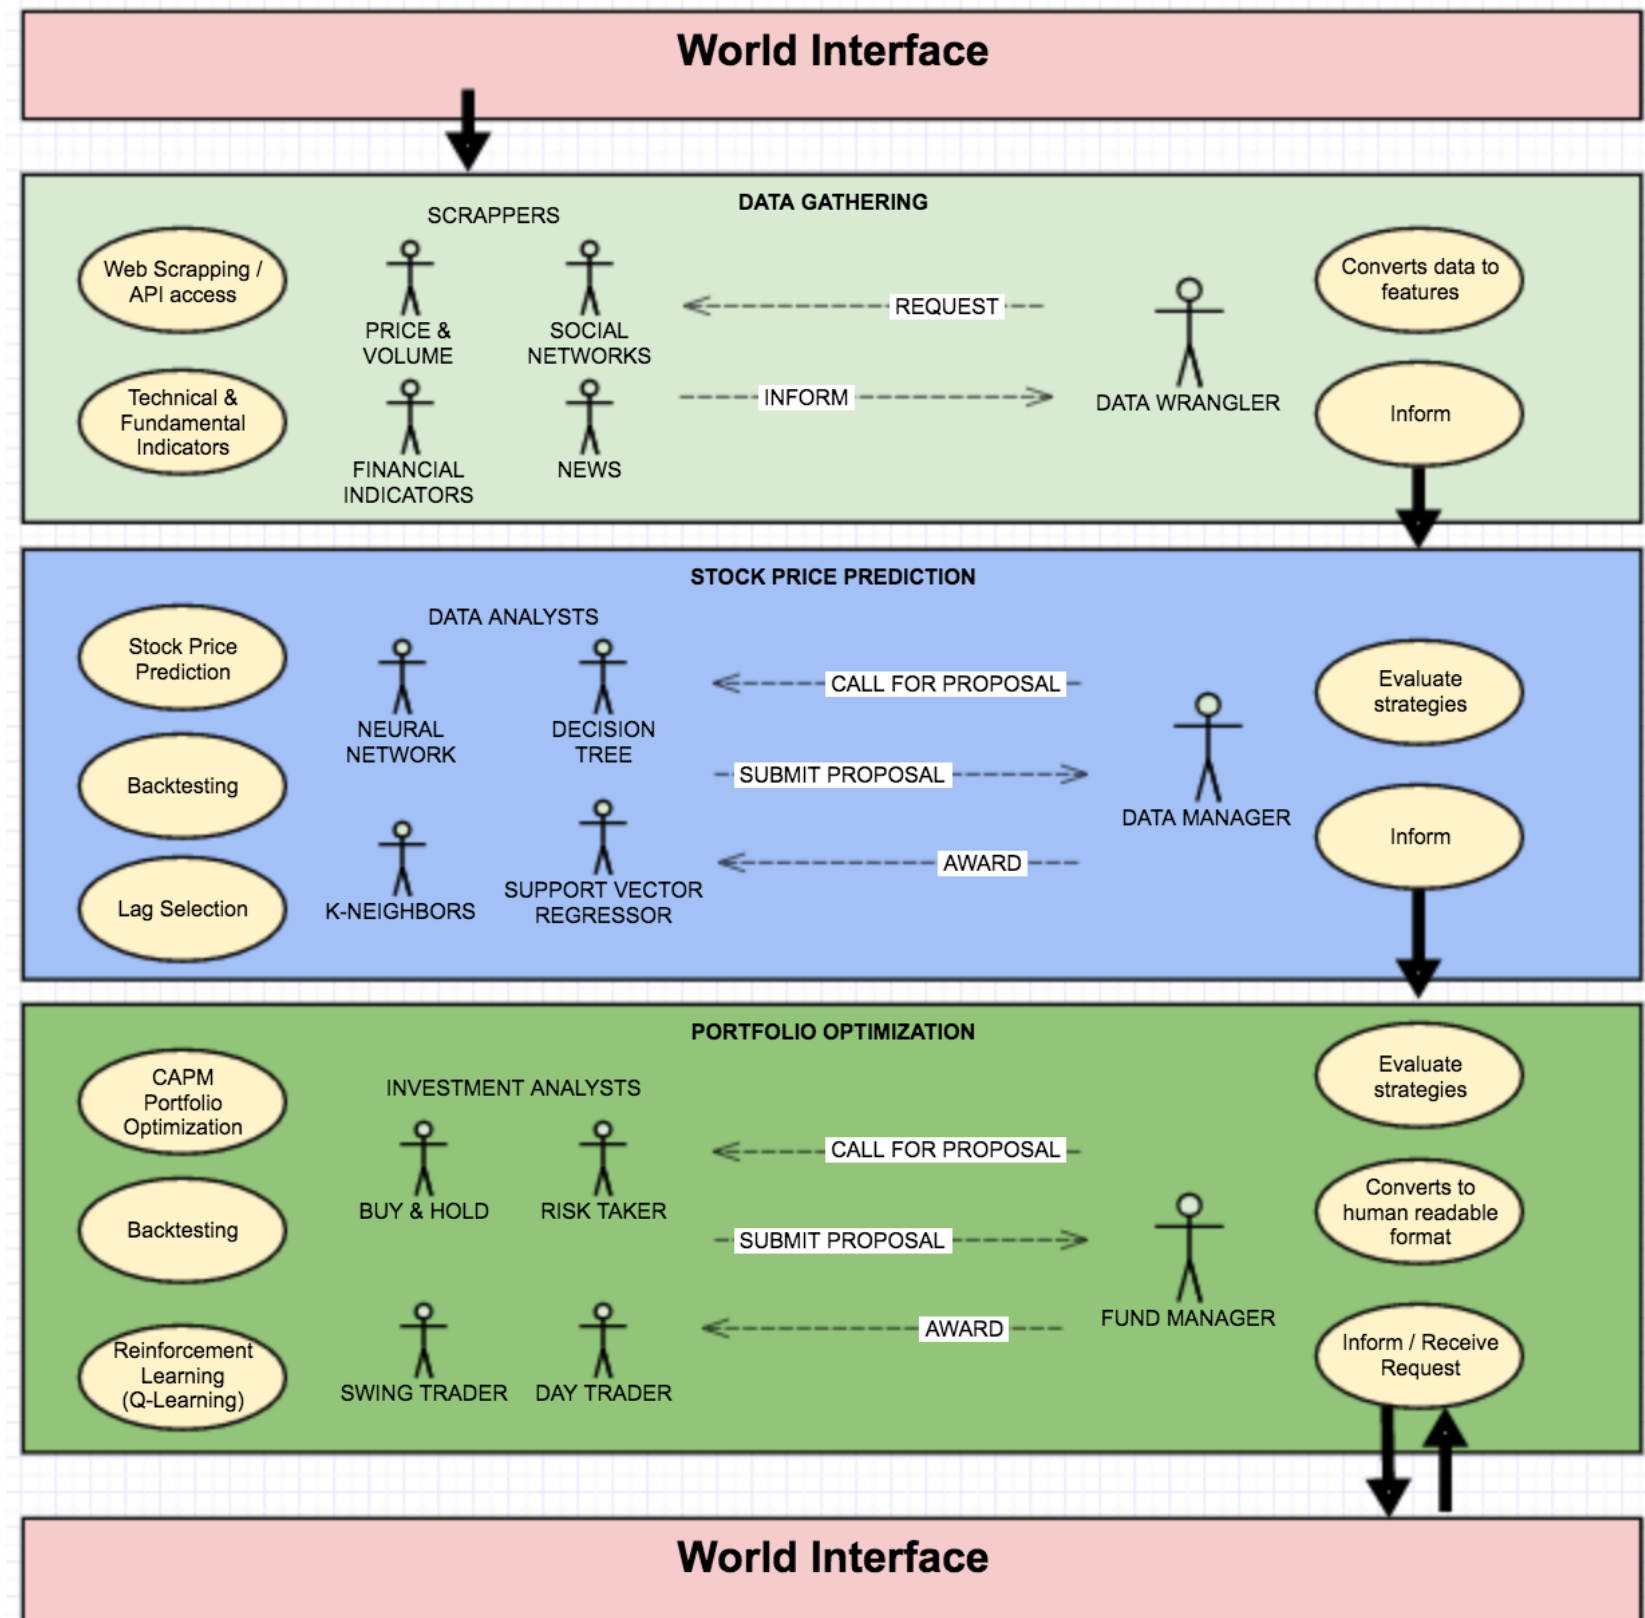 World Interface
DATA GATHERING
SCRAPPERS
Web Scrapping /
API access
Technical &
Fundamental
Indicators
PRICE &
VOLUME
SOCIAL
NETWORKS
FINANCIAL
INDICATORS
NEWS
REQUEST
INFORM
DATA WRANGLER
Converts data to
features
Inform
STOCK PRICE PREDICTION
DATA ANALYSTS
Stock Price
Prediction
Backtesting
Lag Selection
NEURAL
NETWORK
DECISION
TREE
K-NEIGHBORS
SUPPORT VECTOR
REGRESSOR
CALL FOR PROPOSAL
SUBMIT PROPOSAL
AWARD
DATA MANAGER
Evaluate
strategies
Inform
PORTFOLIO OPTIMIZATION
INVESTMENT ANALYSTS
CAPM
Portfolio
Optimization
Backtesting
Reinforcement
Learning
(Q-Learning)
BUY & HOLD
RISK TAKER
SWING TRADER
DAY TRADER
CALL FOR PROPOSAL
SUBMIT PROPOSAL
AWARD
FUND MANAGER
Evaluate
strategies
Converts to
human readable
format
Inform / Receive
Request
World Interface